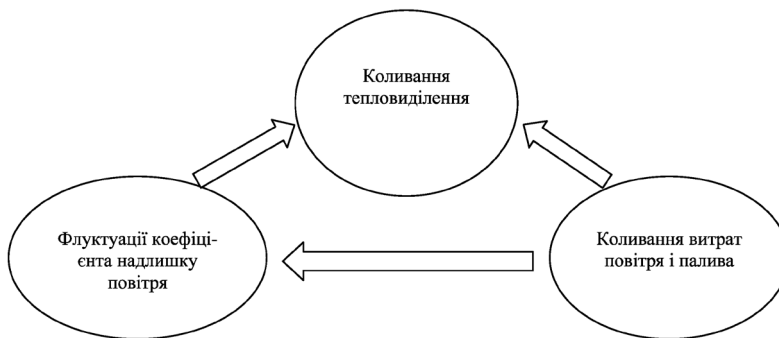 Коливання
тепловиділення
Флуктуації коефіці-
єнта надлишку
повітря
Коливання витрат
повітря і палива